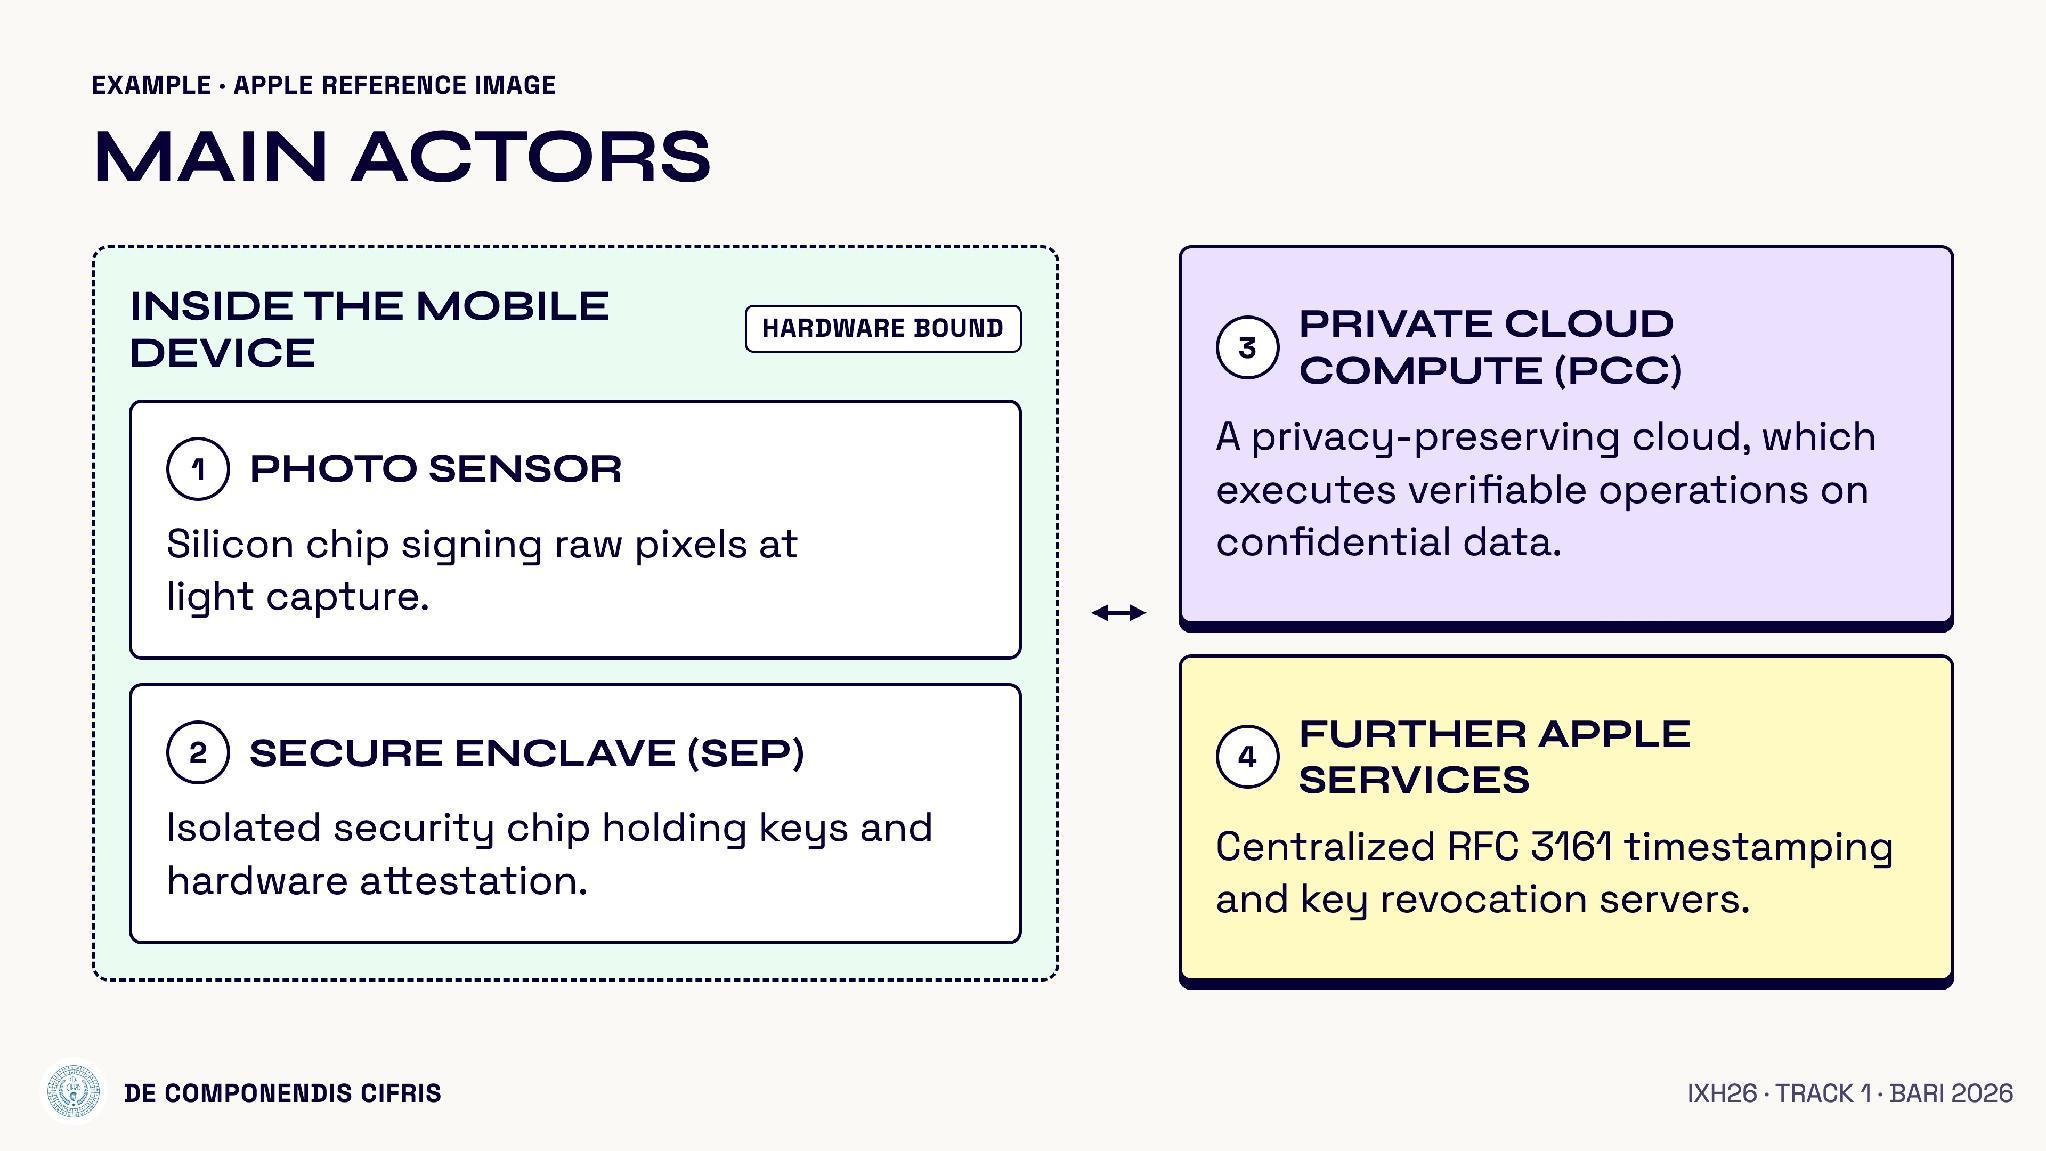 EXAMPLE · APPLE REFERENCE IMAGE
MAIN ACTORS
INSIDE THE MOBILE
DEVICE
HARDWARE BOUND
1 PHOTO SENSOR
Silicon chip signing raw pixels at
light capture.
2 SECURE ENCLAVE (SEP)
Isolated security chip holding keys and
hardware attestation.
3 PRIVATE CLOUD
COMPUTE (PCC)
A privacy-preserving cloud, which
executes verifiable operations on
confidential data.
4 FURTHER APPLE
SERVICES
Centralized RFC 3161 timestamping
and key revocation servers.
DE COMPONENDIS CIFRIS
IXH26 · TRACK 1 · BARI 2026